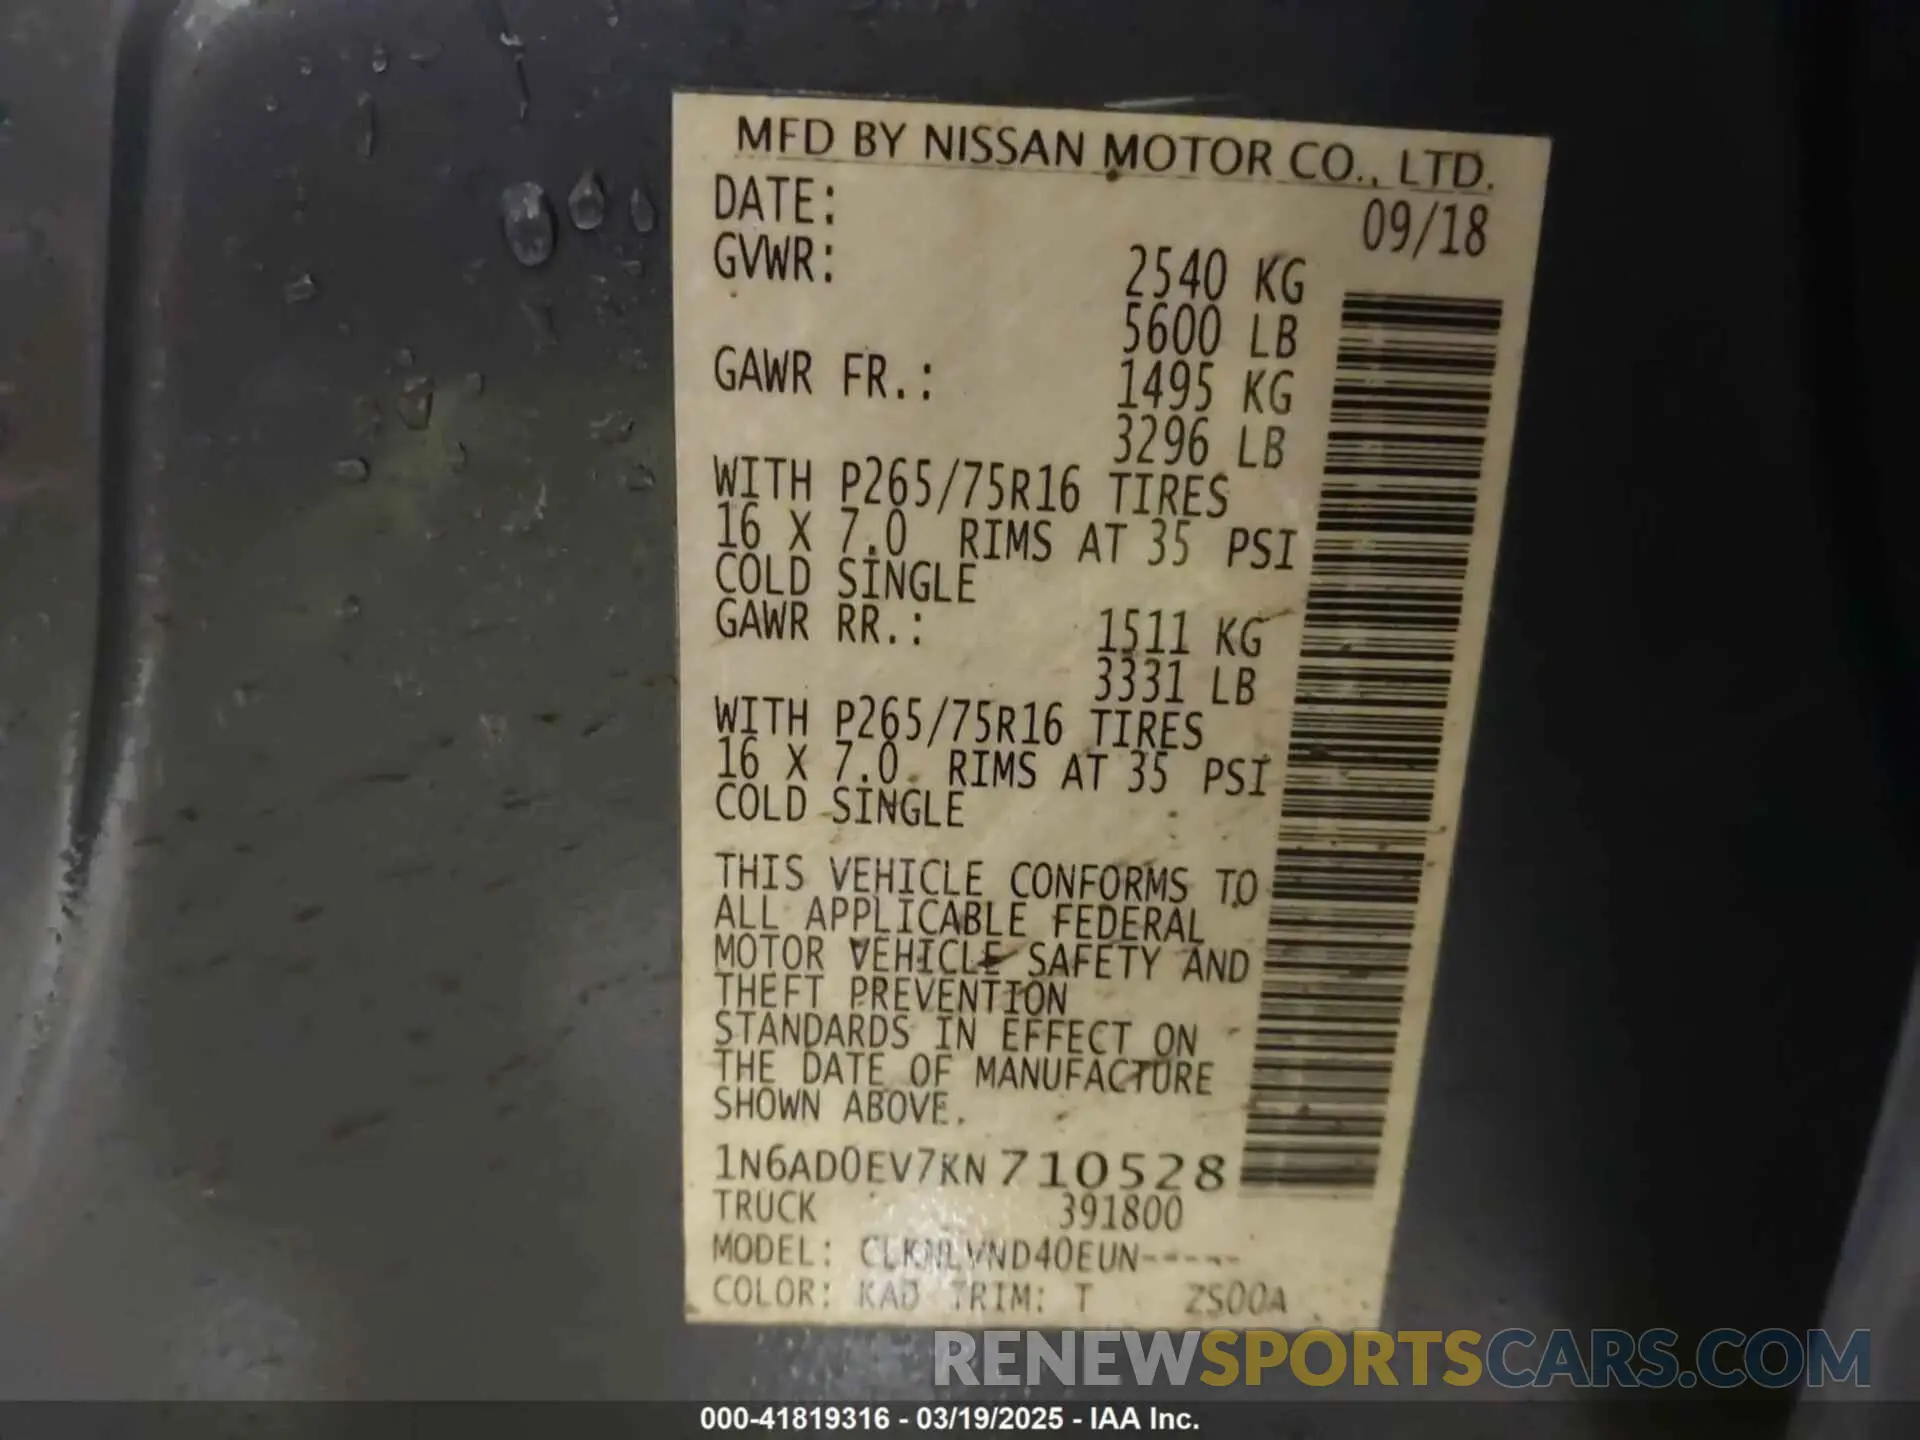 MFD BY NISSAN MOTOR CO., LTD.
DATE: 09/18
GVWR: 2540 KG
5600 LB
GAWR FR.: 1495 KG
3296 LB
WITH P265/75R16 TIRES
16 X 7.0 RIMS AT 35 PSI
COLD SINGLE
GAWR RR.: 1511 KG
3331 LB
WITH P265/75R16 TIRES
16 X 7.0 RIMS AT 35 PSI
COLD SINGLE
THIS VEHICLE CONFORMS TO
ALL APPLICABLE FEDERAL
MOTOR VEHICLE SAFETY AND
THEFT PREVENTION
STANDARDS IN EFFECT ON
THE DATE OF MANUFACTURE
SHOWN ABOVE.
1N6AD0EV7KN710528
TRUCK 391800
MODEL: CLKNLVND40EUN-----
COLOR: KAD TRIM: T ZS00A
RENEWSPORTSCARS.COM
000-41819316 - 03/19/2025 - IAA Inc.